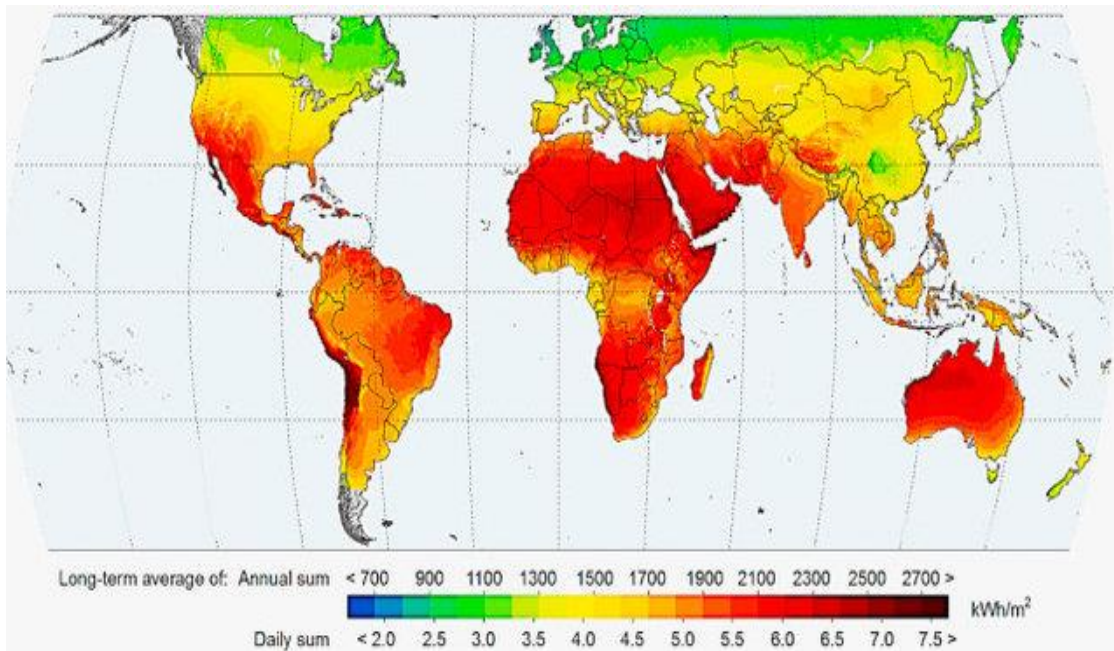 Long-term average of: Annual sum < 700 900 1100 1300 1500 1700 1900 2100 2300 2500 2700 >
kWh/m²
Daily sum < 2.0 2.5 3.0 3.5 4.0 4.5 5.0 5.5 6.0 6.5 7.0 7.5 >